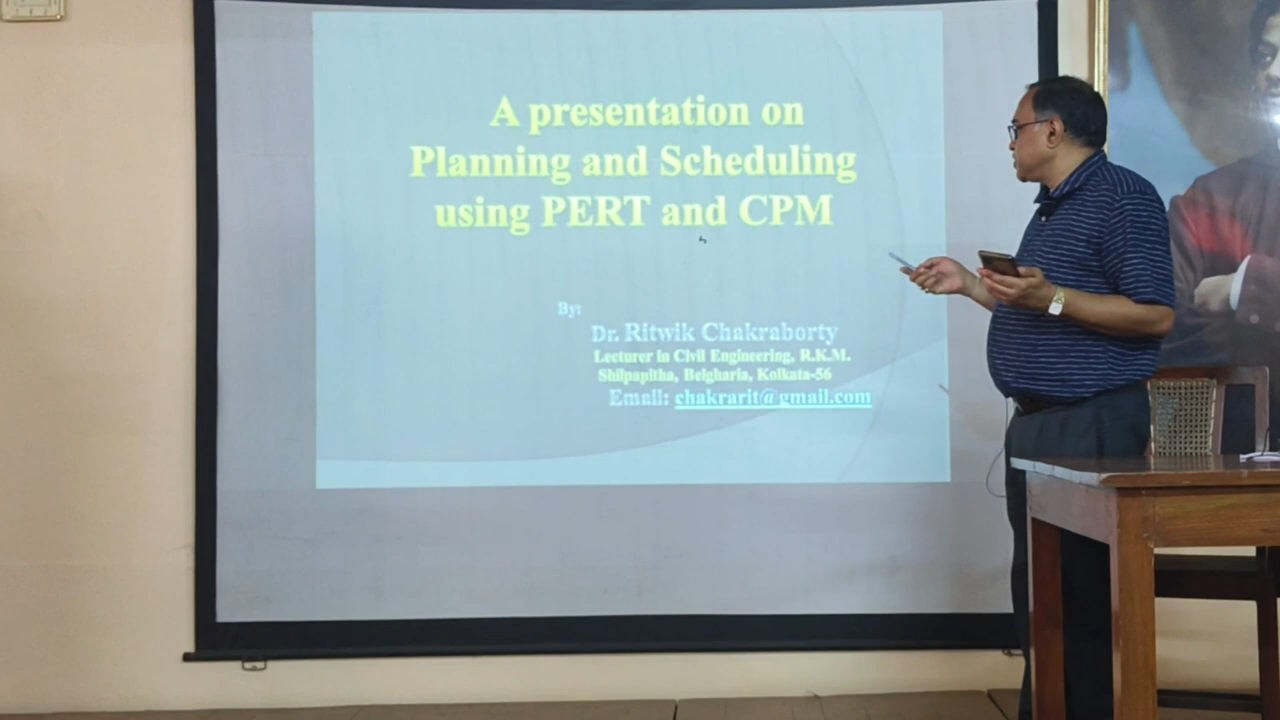 A presentation on
Planning and Scheduling
using PERT and CPM
By:
Dr. Ritwik Chakraborty
Lecturer in Civil Engineering, R.K.M.
Shilpapitha, Belgharia, Kolkata-56
Email: chakrarit@gmail.com